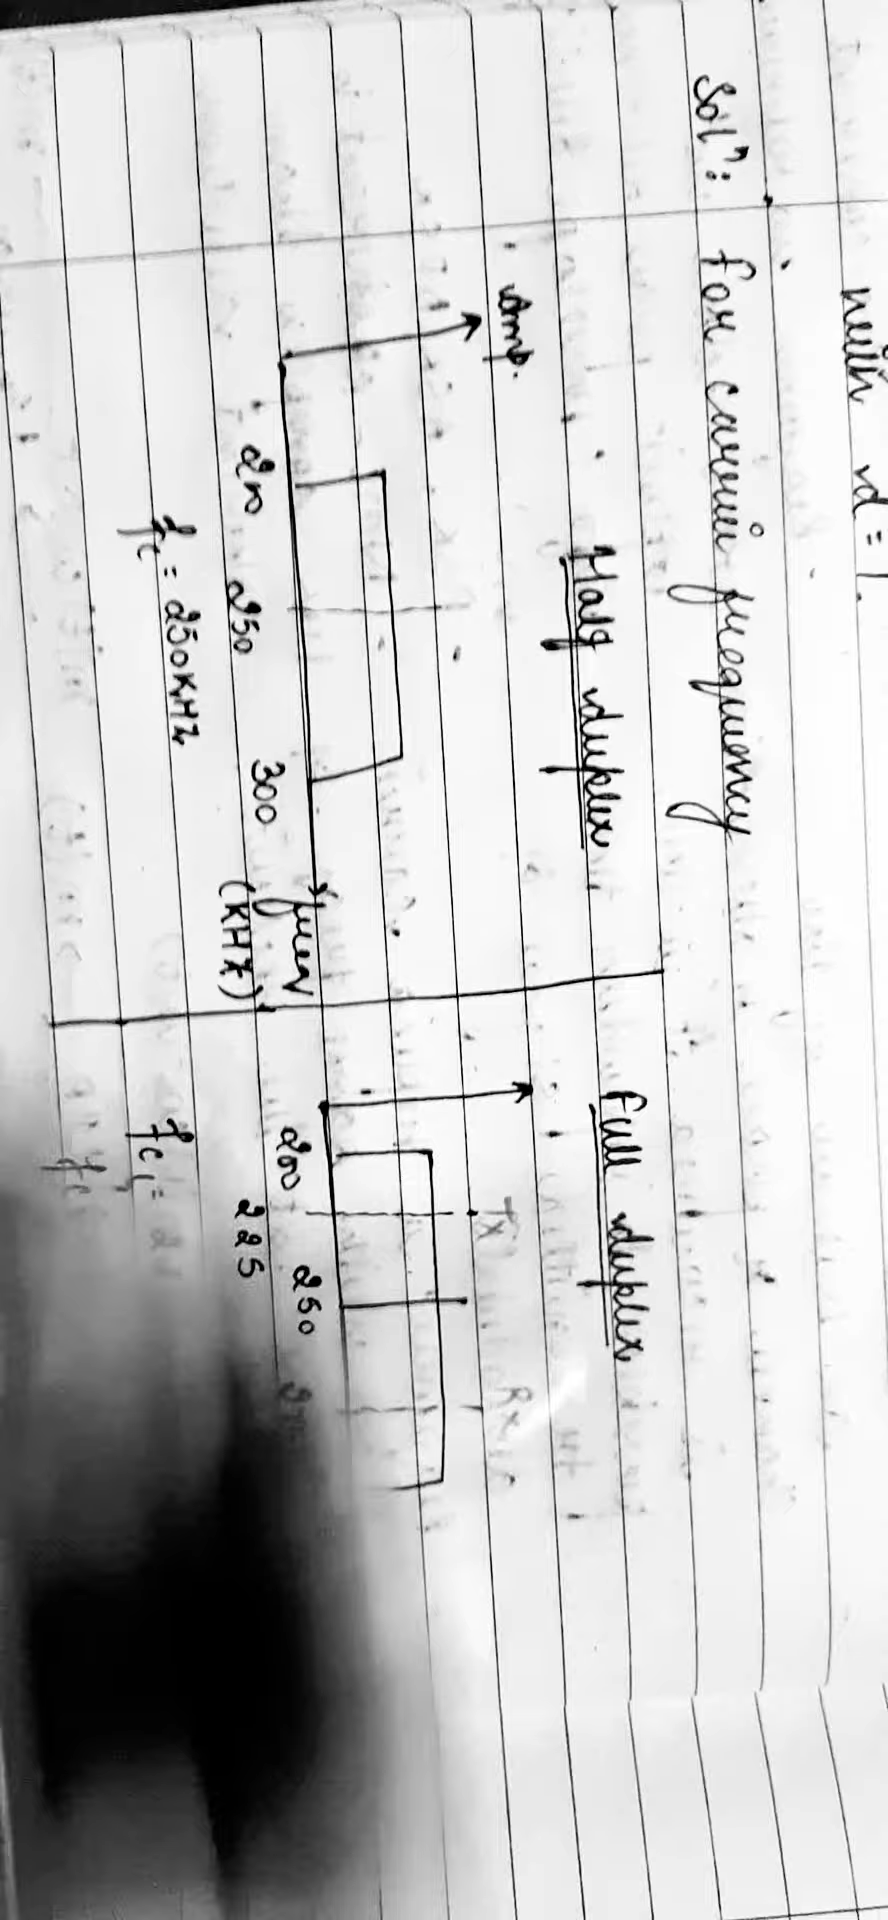 with d = 1.
Solⁿ: For carrier frequency
Half duplex
Full duplex
Amp.
Tx
Rx
200 250 300 freq
(KHz)
200 250
225
fc = 250KHz
fc₁ =